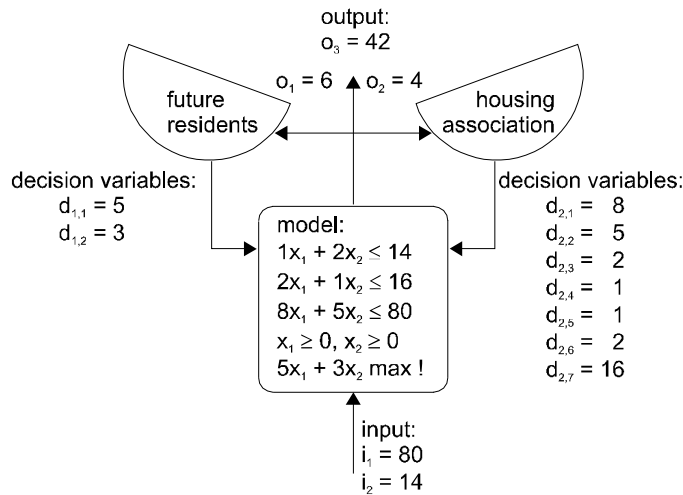 output:
o₃ = 42
o₁ = 6
o₂ = 4
future
residents
housing
association
decision variables:
d₁,₁ = 5
d₁,₂ = 3
decision variables:
d₂,₁ = 8
d₂,₂ = 5
d₂,₃ = 2
d₂,₄ = 1
d₂,₅ = 1
d₂,₆ = 2
d₂,₇ = 16
model:
1x₁ + 2x₂ ≤ 14
2x₁ + 1x₂ ≤ 16
8x₁ + 5x₂ ≤ 80
x₁ ≥ 0, x₂ ≥ 0
5x₁ + 3x₂ max !
input:
i₁ = 80
i₂ = 14